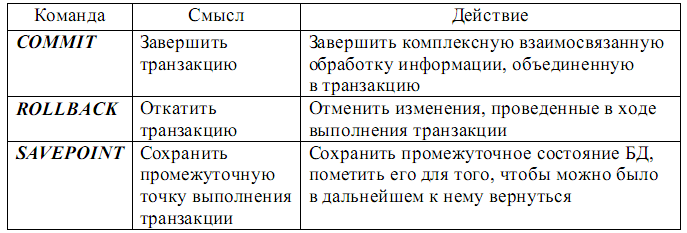 Команда Смысл Действие
COMMIT Завершить Завершить комплексную взаимосвязанную
транзакцию обработку информации, объединенную
в транзакцию
ROLLBACK Откатить Отменить изменения, проведенные в ходе
транзакцию выполнения транзакции
SAVEPOINT Сохранить Сохранить промежуточное состояние БД,
промежуточную пометить его для того, чтобы можно было
точку выполнения в дальнейшем к нему вернуться
транзакции